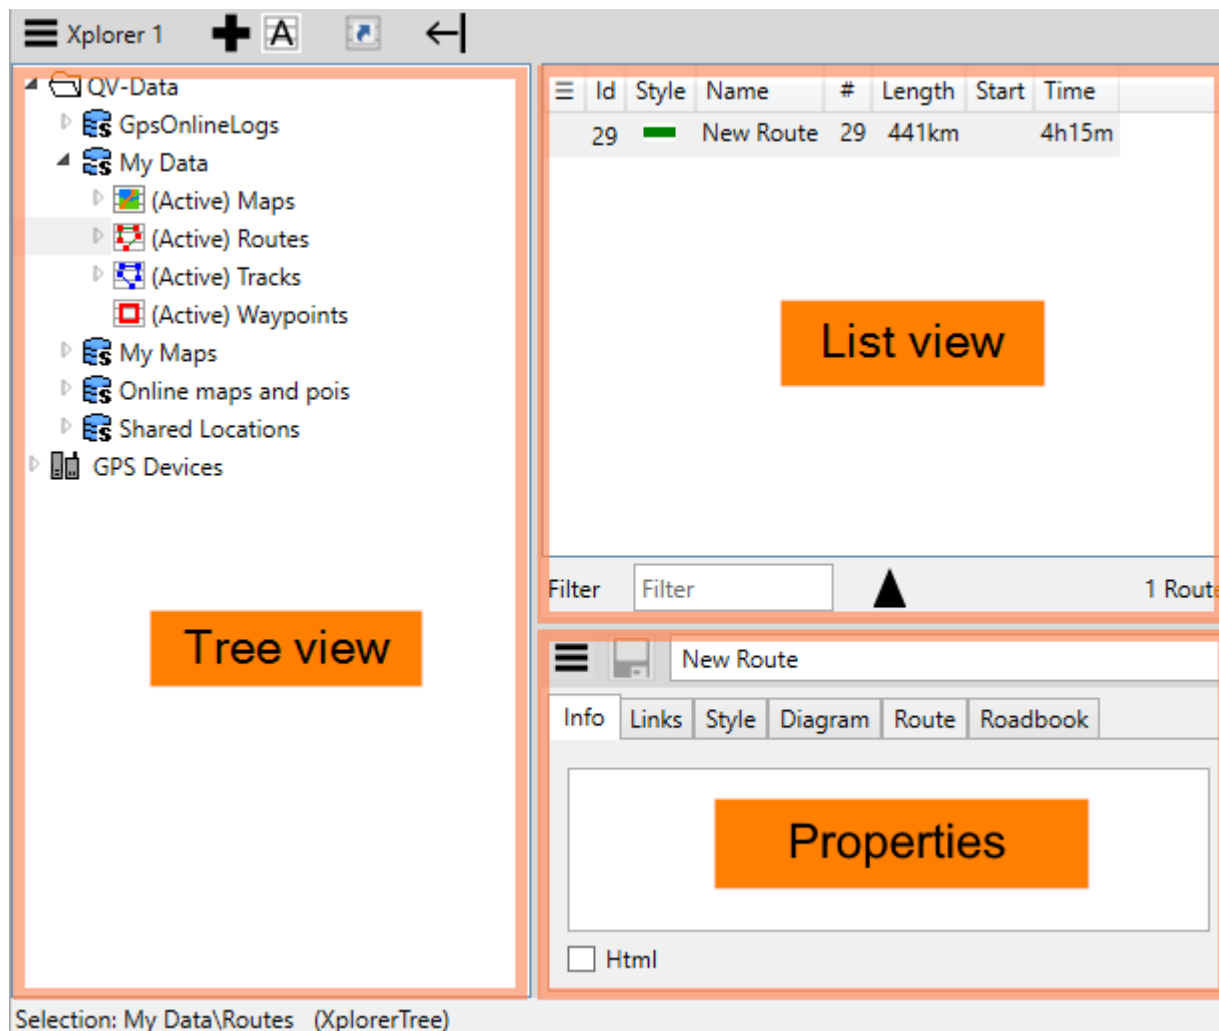 Xplorer 1 A
QV-Data
GpsOnlineLogs
My Data
(Active) Maps
(Active) Routes
(Active) Tracks
(Active) Waypoints
My Maps
Online maps and pois
Shared Locations
GPS Devices
Tree view
Id Style Name # Length Start Time
29 New Route 29 441km 4h15m
List view
Filter Filter 1 Route
New Route
Info Links Style Diagram Route Roadbook
Properties
Html
Selection: My Data\Routes (XplorerTree)